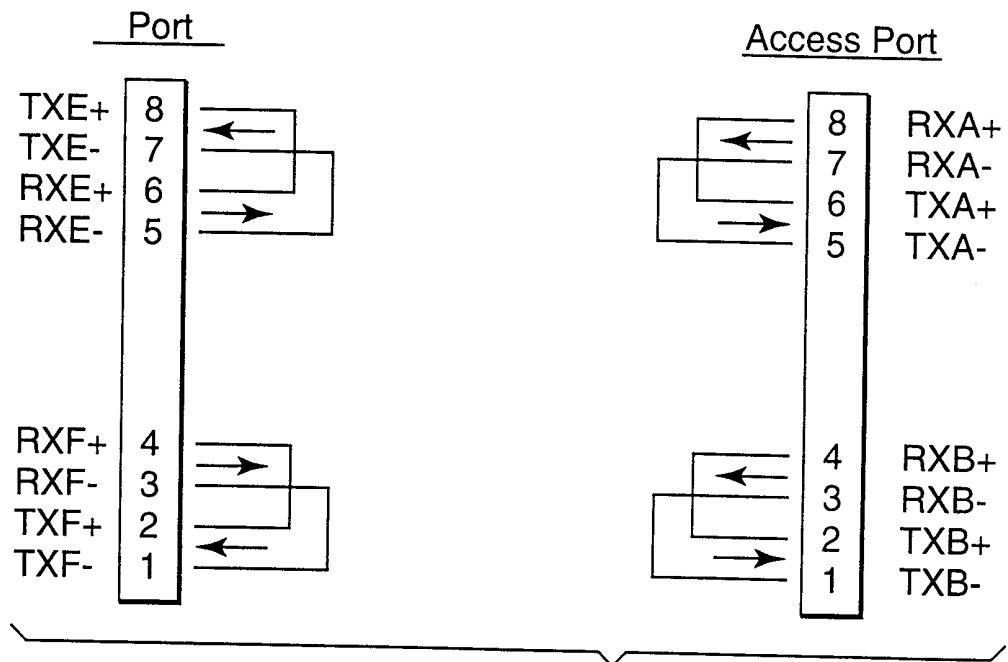 Port
TXE+ 8
TXE- 7
RXE+ 6
RXE- 5
RXF+ 4
RXF- 3
TXF+ 2
TXF- 1
Access Port
8 RXA+
7 RXA-
6 TXA+
5 TXA-
4 RXB+
3 RXB-
2 TXB+
1 TXB-